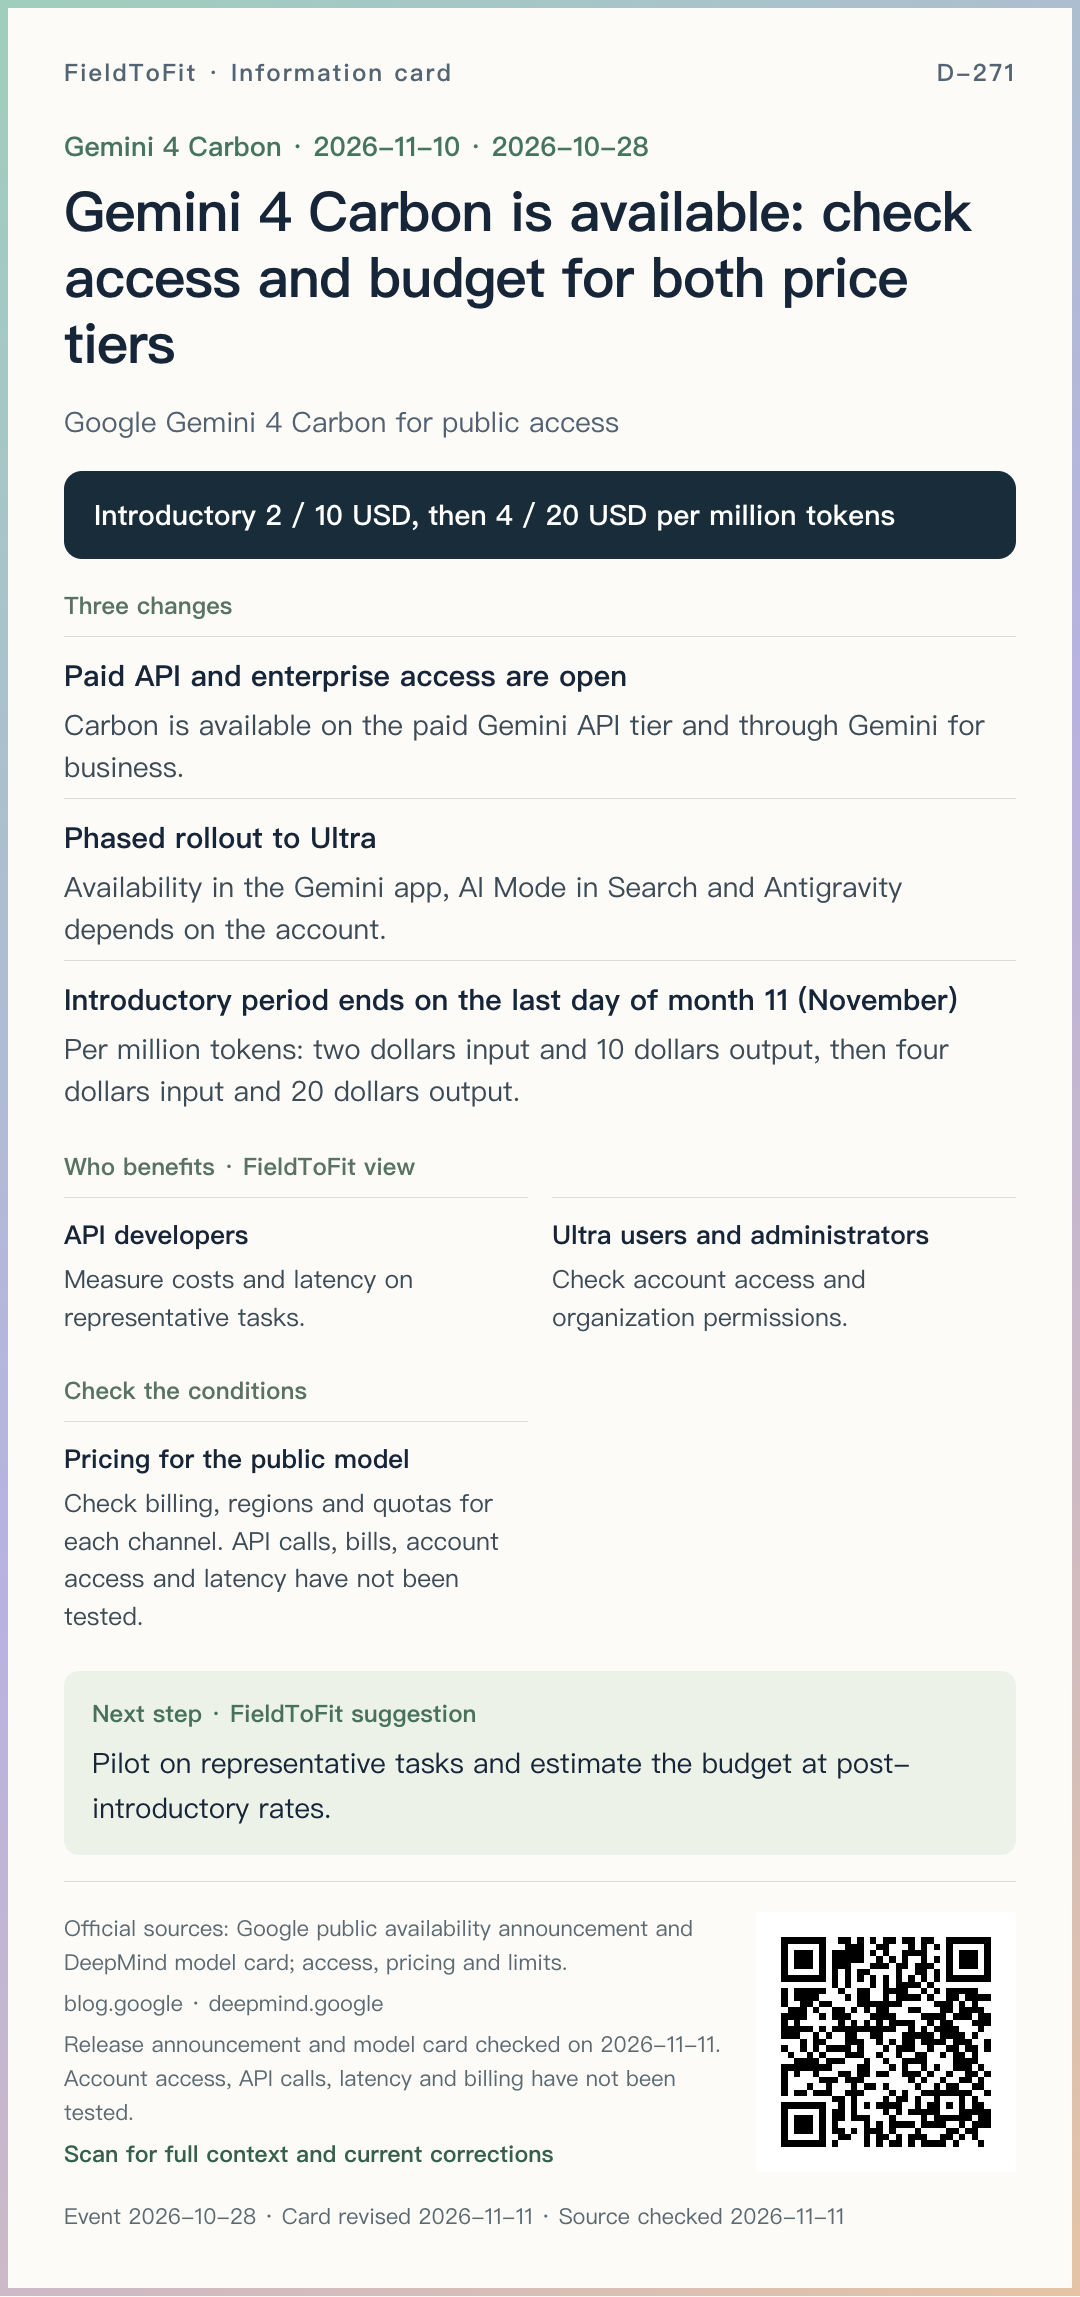 FieldToFit · Information card
D–271
Gemini 4 Carbon · 2026–11–10 · 2026–10–28
Gemini 4 Carbon is available: check
access and budget for both price
tiers
Google Gemini 4 Carbon for public access
Introductory 2 / 10 USD, then 4 / 20 USD per million tokens
Three changes
Paid API and enterprise access are open
Carbon is available on the paid Gemini API tier and through Gemini for
business.
Phased rollout to Ultra
Availability in the Gemini app, AI Mode in Search and Antigravity
depends on the account.
Introductory period ends on the last day of month 11 (November)
Per million tokens: two dollars input and 10 dollars output, then four
dollars input and 20 dollars output.
Who benefits · FieldToFit view
API developers
Measure costs and latency on
representative tasks.
Ultra users and administrators
Check account access and
organization permissions.
Check the conditions
Pricing for the public model
Check billing, regions and quotas for
each channel. API calls, bills, account
access and latency have not been
tested.
Next step · FieldToFit suggestion
Pilot on representative tasks and estimate the budget at post–
introductory rates.
Official sources: Google public availability announcement and
DeepMind model card; access, pricing and limits.
blog.google · deepmind.google
Release announcement and model card checked on 2026–11–11.
Account access, API calls, latency and billing have not been
tested.
Scan for full context and current corrections
Event 2026–10–28 · Card revised 2026–11–11 · Source checked 2026–11–11